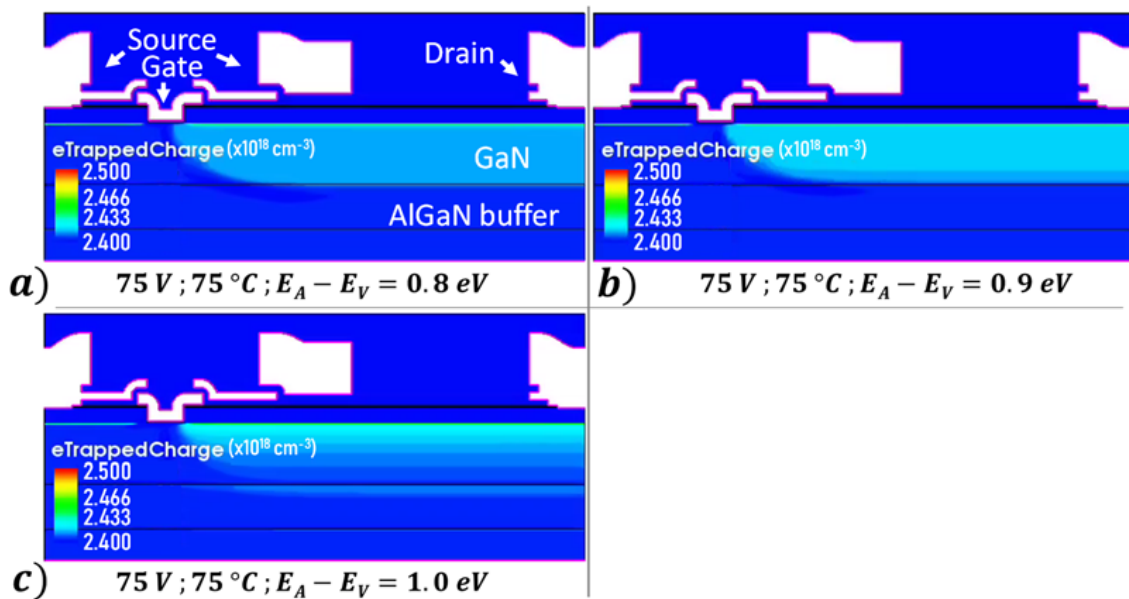 Source
Gate
Drain
eTrappedCharge (x10¹⁸ cm⁻³)
2.500
2.466
2.433
2.400
GaN
AlGaN buffer
a) 75 V ; 75 °C ; E_A − E_V = 0.8 eV
eTrappedCharge (x10¹⁸ cm⁻³)
2.500
2.466
2.433
2.400
b) 75 V ; 75 °C ; E_A − E_V = 0.9 eV
eTrappedCharge (x10¹⁸ cm⁻³)
2.500
2.466
2.433
2.400
c) 75 V ; 75 °C ; E_A − E_V = 1.0 eV